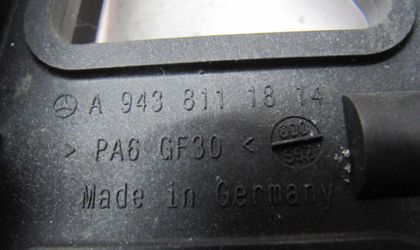 A 943 811 18 14
> PA6 GF30 <
Made in Germany